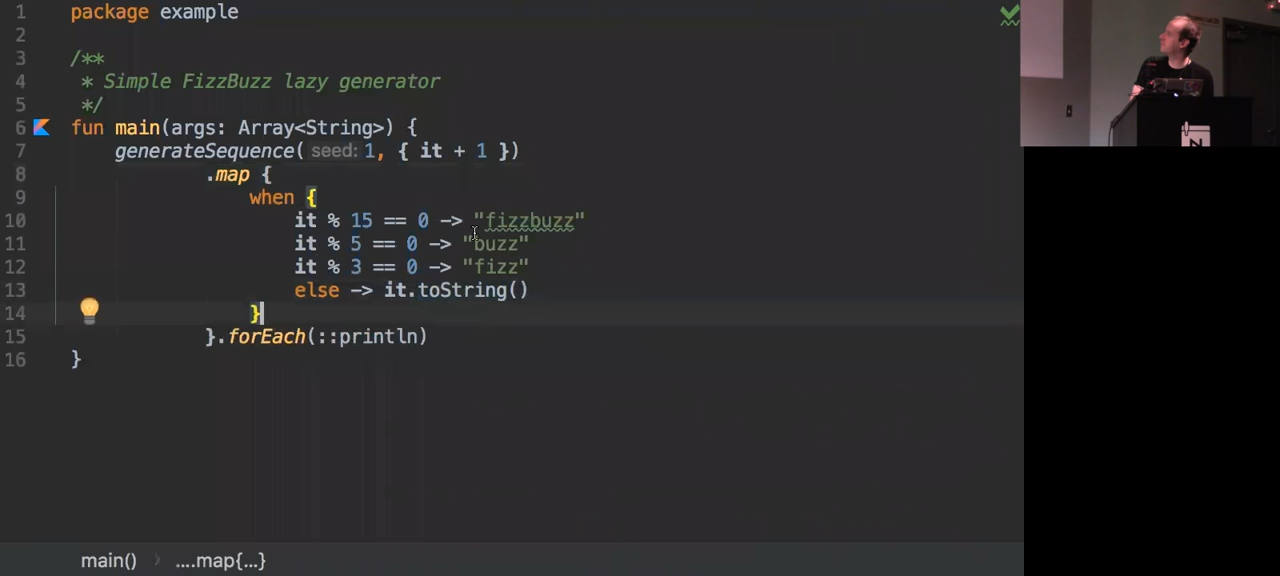 1 package example
2
3 /**
4 * Simple FizzBuzz lazy generator
5 */
6 fun main(args: Array<String>) {
7 generateSequence( seed: 1, { it + 1 })
8 .map {
9 when {
10 it % 15 == 0 -> "fizzbuzz"
11 it % 5 == 0 -> "buzz"
12 it % 3 == 0 -> "fizz"
13 else -> it.toString()
14 }
15 }.forEach(::println)
16 }
main() › ....map{...}